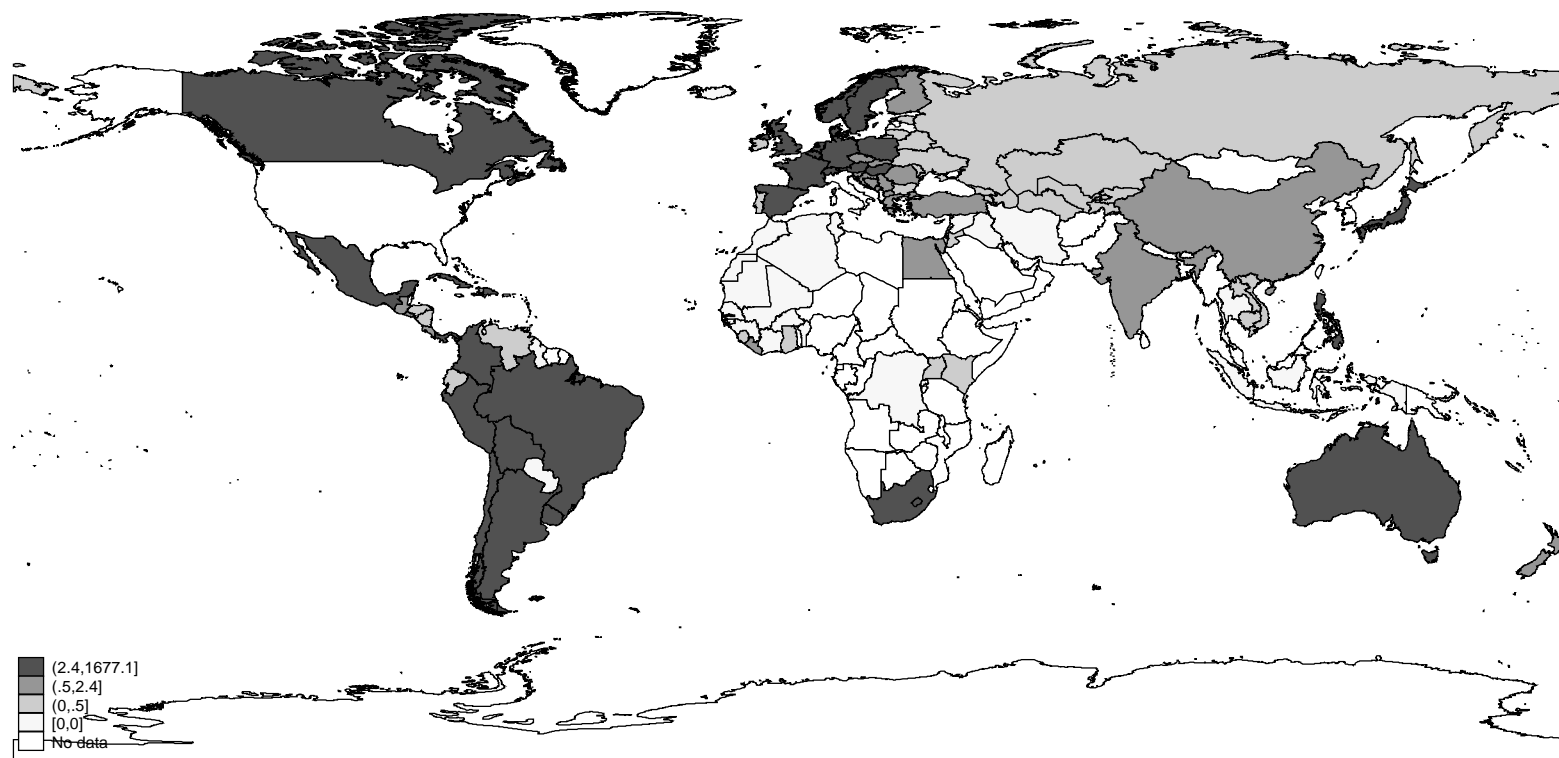 (2.4,1677.1]
(.5,2.4]
(0,.5]
[0,0]
No data